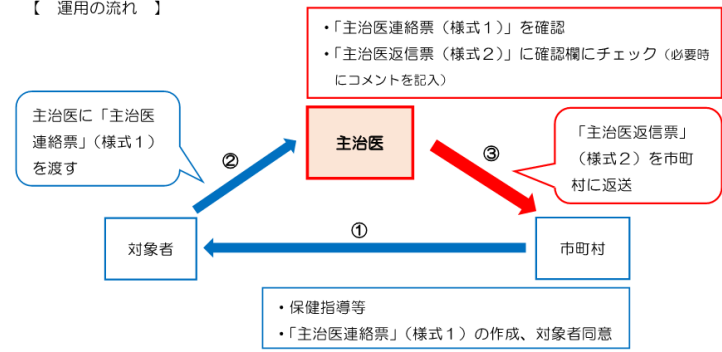 【 運用の流れ 】
・「主治医連絡票（様式１）」を確認
・「主治医返信票（様式２）」に確認欄にチェック（必要時
にコメントを記入）
主治医に「主治医
連絡票」（様式１）
を渡す
②
主治医
③
「主治医返信票」
（様式２）を市町
村に返送
対象者
①
市町村
・保健指導等
・「主治医連絡票」（様式１）の作成、対象者同意